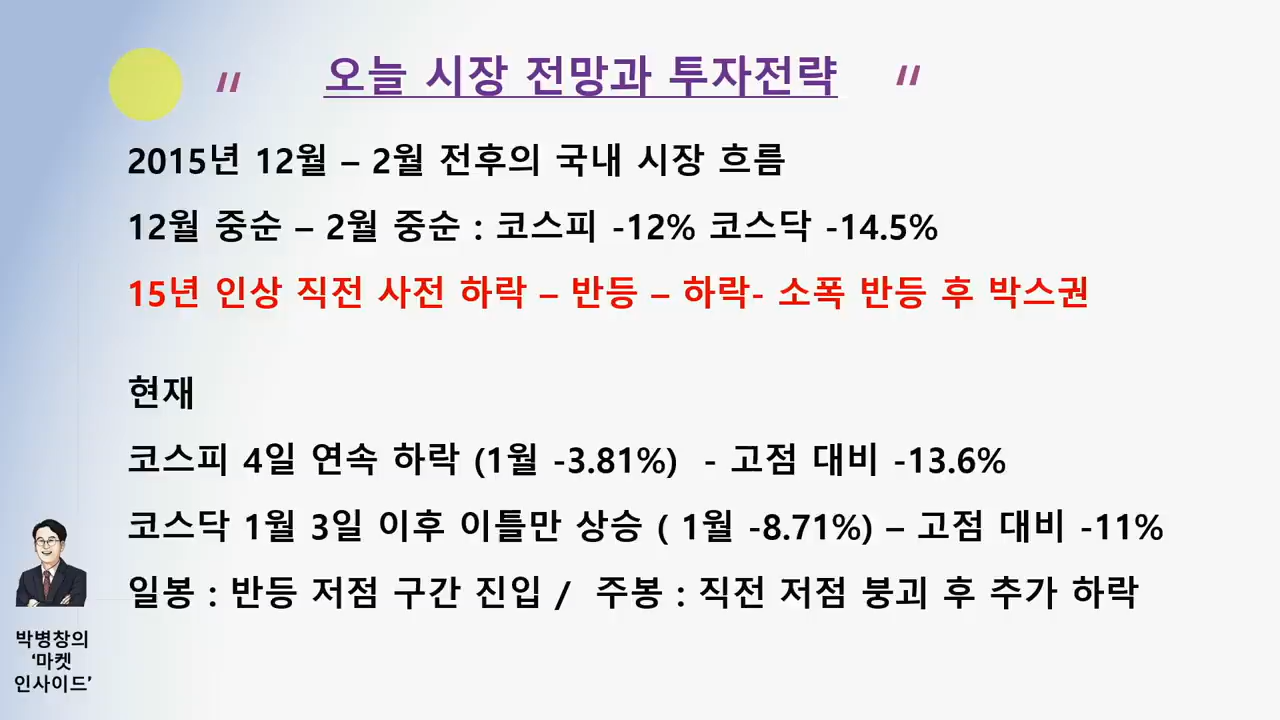 " 오늘 시장 전망과 투자전략 "
2015년 12월 – 2월 전후의 국내 시장 흐름
12월 중순 – 2월 중순 : 코스피 -12% 코스닥 -14.5%
15년 인상 직전 사전 하락 – 반등 – 하락- 소폭 반등 후 박스권
현재
코스피 4일 연속 하락 (1월 -3.81%) - 고점 대비 -13.6%
코스닥 1월 3일 이후 이틀만 상승 ( 1월 -8.71%) – 고점 대비 -11%
일봉 : 반등 저점 구간 진입 / 주봉 : 직전 저점 붕괴 후 추가 하락
박병창의
‘마켓
인사이드’